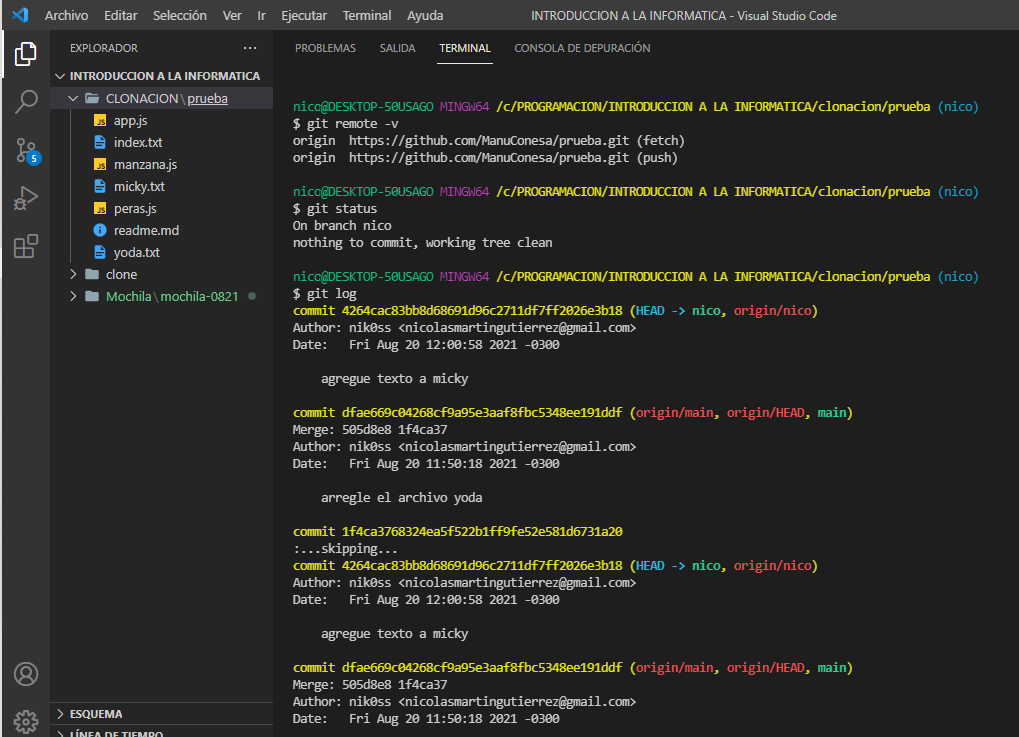 Archivo Editar Selección Ver Ir Ejecutar Terminal Ayuda INTRODUCCION A LA INFORMATICA - Visual Studio Code
EXPLORADOR ...
INTRODUCCION A LA INFORMATICA
CLONACION\prueba
JS app.js
index.txt
JS manzana.js
micky.txt
JS peras.js
readme.md
yoda.txt
clone
Mochila\mochila-0821
5
ESQUEMA
LÍNEA DE TIEMPO
PROBLEMAS SALIDA TERMINAL CONSOLA DE DEPURACIÓN
nicc@DESKTOP-50USAGO MINGW64 /c/PROGRAMACION/INTRODUCCION A LA INFORMATICA/clonacion/prueba (nico)
$ git remote -v
origin https://github.com/ManuConesa/prueba.git (fetch)
origin https://github.com/ManuConesa/prueba.git (push)
nicc@DESKTOP-50USAGO MINGW64 /c/PROGRAMACION/INTRODUCCION A LA INFORMATICA/clonacion/prueba (nico)
$ git status
On branch nico
nothing to commit, working tree clean
nicc@DESKTOP-50USAGO MINGW64 /c/PROGRAMACION/INTRODUCCION A LA INFORMATICA/clonacion/prueba (nico)
$ git log
commit 4264cac83bb8d68691d96c2711df7ff2026e3b18 (HEAD -> nico, origin/nico)
Author: nik0ss <nicolasmartingutierrez@gmail.com>
Date: Fri Aug 20 12:00:58 2021 -0300
agregue texto a micky
commit dfae669c04268cf9a95e3aaf8fbc5348ee191ddf (origin/main, origin/HEAD, main)
Merge: 505d8e8 1f4ca37
Author: nik0ss <nicolasmartingutierrez@gmail.com>
Date: Fri Aug 20 11:50:18 2021 -0300
arregle el archivo yoda
commit 1f4ca3768324ea5f522b1ff9fe52e581d6731a20
:...skipping...
commit 4264cac83bb8d68691d96c2711df7ff2026e3b18 (HEAD -> nico, origin/nico)
Author: nik0ss <nicolasmartingutierrez@gmail.com>
Date: Fri Aug 20 12:00:58 2021 -0300
agregue texto a micky
commit dfae669c04268cf9a95e3aaf8fbc5348ee191ddf (origin/main, origin/HEAD, main)
Merge: 505d8e8 1f4ca37
Author: nik0ss <nicolasmartingutierrez@gmail.com>
Date: Fri Aug 20 11:50:18 2021 -0300